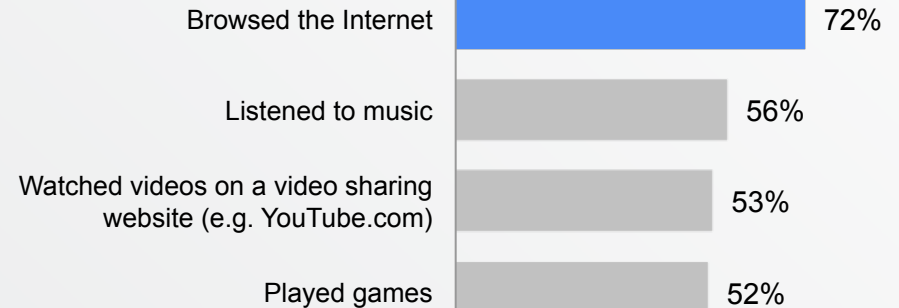 Browsed the Internet 72%
Listened to music 56%
Watched videos on a video sharing
website (e.g. YouTube.com) 53%
Played games 52%